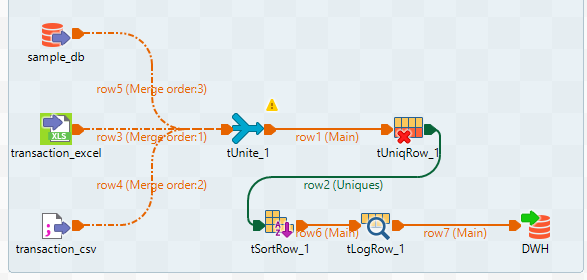 sample_db
row5 (Merge order:3)
XLS
transaction_excel
row3 (Merge order:1)
tUnite_1
row1 (Main)
tUniqRow_1
row2 (Uniques)
row4 (Merge order:2)
transaction_csv
A
Z
tSortRow_1
row6 (Main)
tLogRow_1
row7 (Main)
DWH